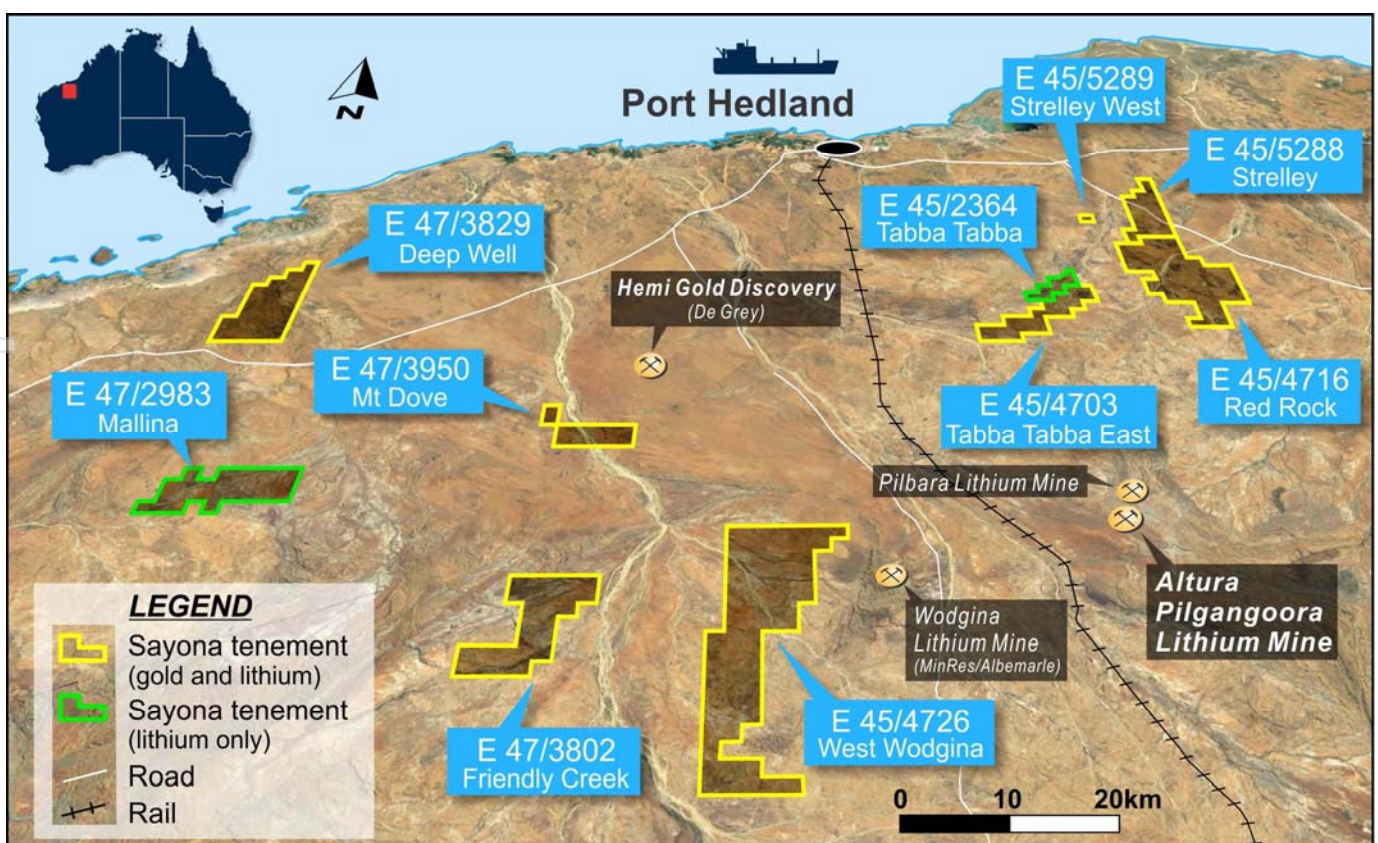 N
Port Hedland
E 45/5289
Strelley West
E 45/5288
Strelley
E 45/2364
Tabba Tabba
E 47/3829
Deep Well
Hemi Gold Discovery
(De Grey)
E 47/3950
Mt Dove
E 47/2983
Mallina
E 45/4703
Tabba Tabba East
E 45/4716
Red Rock
Pilbara Lithium Mine
Altura
Pilgangoora
Lithium Mine
Wodgina
Lithium Mine
(MinRes/Albemarle)
E 47/3802
Friendly Creek
E 45/4726
West Wodgina
LEGEND
Sayona tenement
(gold and lithium)
Sayona tenement
(lithium only)
Road
Rail
0 10 20km